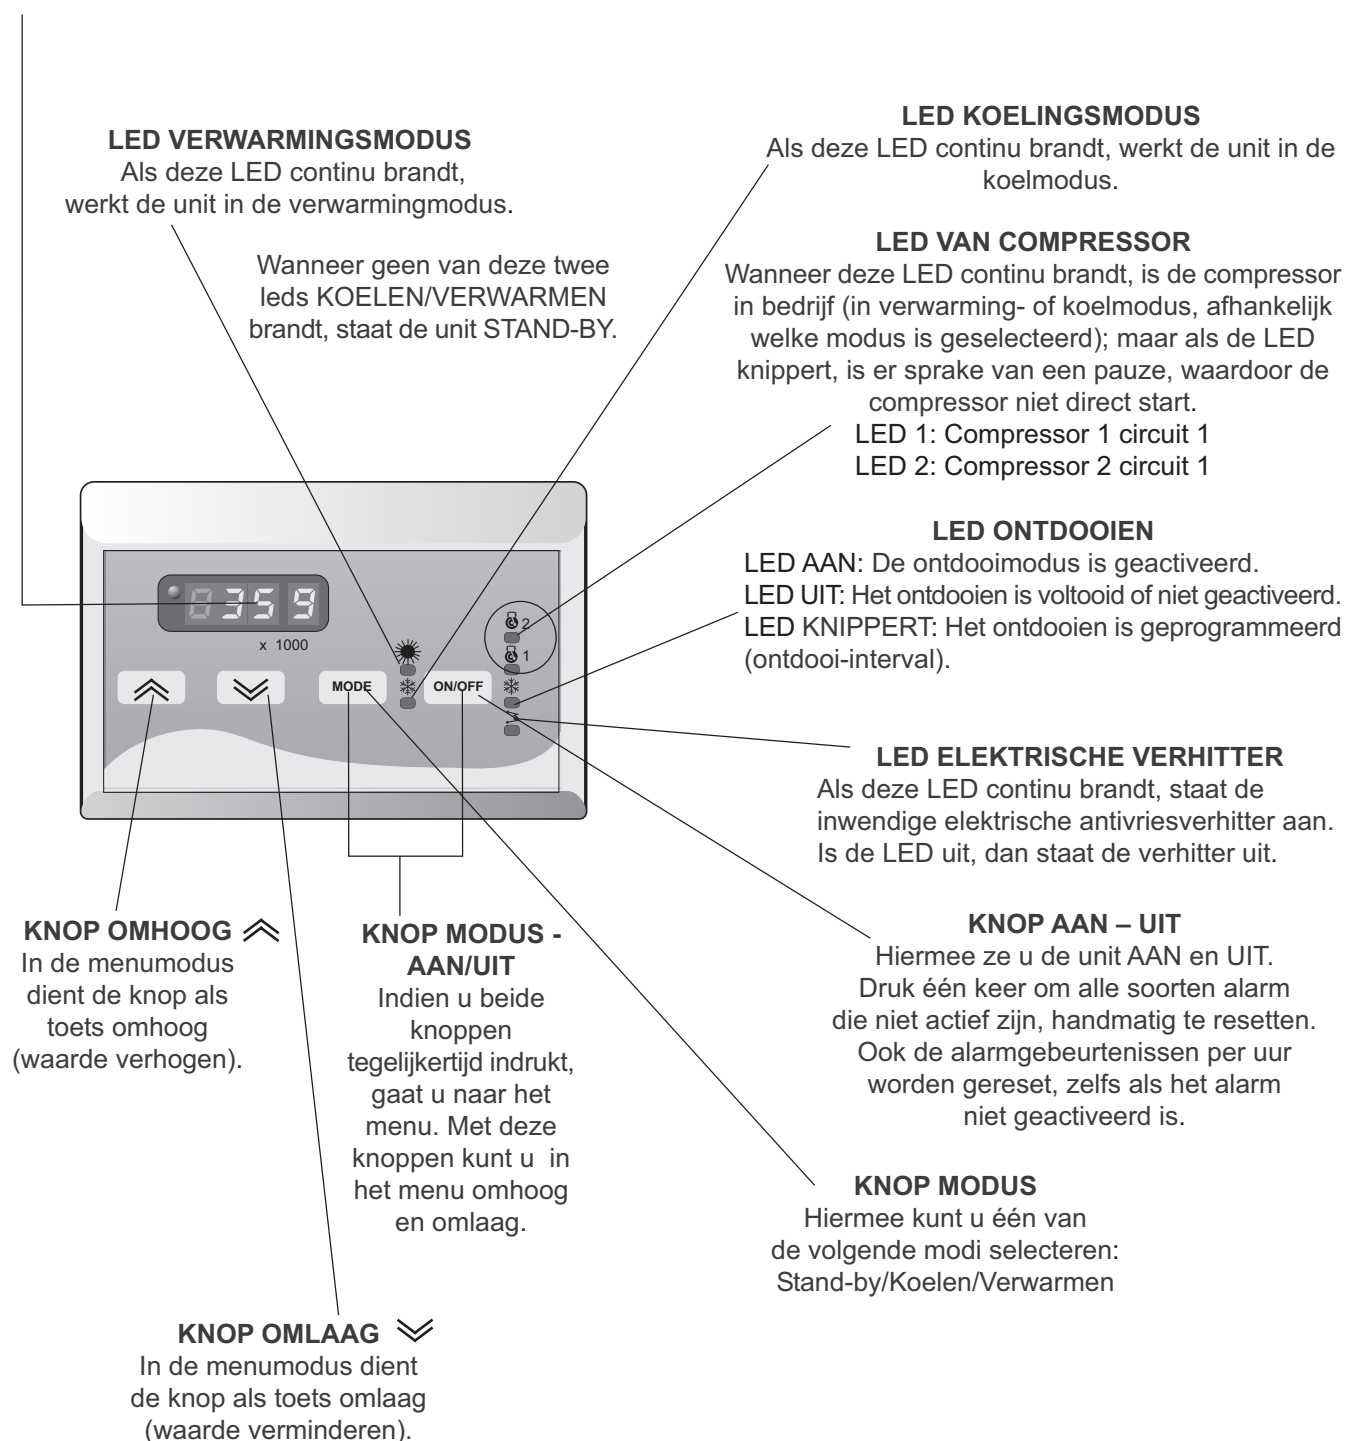 LED VERWARMINGSMODUS
Als deze LED continu brandt,
werkt de unit in de verwarmingmodus.
Wanneer geen van deze twee
leds KOELEN/VERWARMEN
brandt, staat de unit STAND-BY.
LED KOELINGSMODUS
Als deze LED continu brandt, werkt de unit in de
koelmodus.
LED VAN COMPRESSOR
Wanneer deze LED continu brandt, is de compressor
in bedrijf (in verwarming- of koelmodus, afhankelijk
welke modus is geselecteerd); maar als de LED
knippert, is er sprake van een pauze, waardoor de
compressor niet direct start.
LED 1: Compressor 1 circuit 1
LED 2: Compressor 2 circuit 1
LED ONTDOOIEN
LED AAN: De ontdooimodus is geactiveerd.
LED UIT: Het ontdooien is voltooid of niet geactiveerd.
LED KNIPPERT: Het ontdooien is geprogrammeerd
(ontdooi-interval).
0359
x 1000
2
1
MODE
ON/OFF
LED ELEKTRISCHE VERHITTER
Als deze LED continu brandt, staat de
inwendige elektrische antivriesverhitter aan.
Is de LED uit, dan staat de verhitter uit.
KNOP OMHOOG
In de menumodus
dient de knop als
toets omhoog
(waarde verhogen).
KNOP MODUS -
AAN/UIT
Indien u beide
knoppen
tegelijkertijd indrukt,
gaat u naar het
menu. Met deze
knoppen kunt u in
het menu omhoog
en omlaag.
KNOP AAN – UIT
Hiermee ze u de unit AAN en UIT.
Druk één keer om alle soorten alarm
die niet actief zijn, handmatig te resetten.
Ook de alarmgebeurtenissen per uur
worden gereset, zelfs als het alarm
niet geactiveerd is.
KNOP MODUS
Hiermee kunt u één van
de volgende modi selecteren:
Stand-by/Koelen/Verwarmen
KNOP OMLAAG
In de menumodus dient
de knop als toets omlaag
(waarde verminderen).